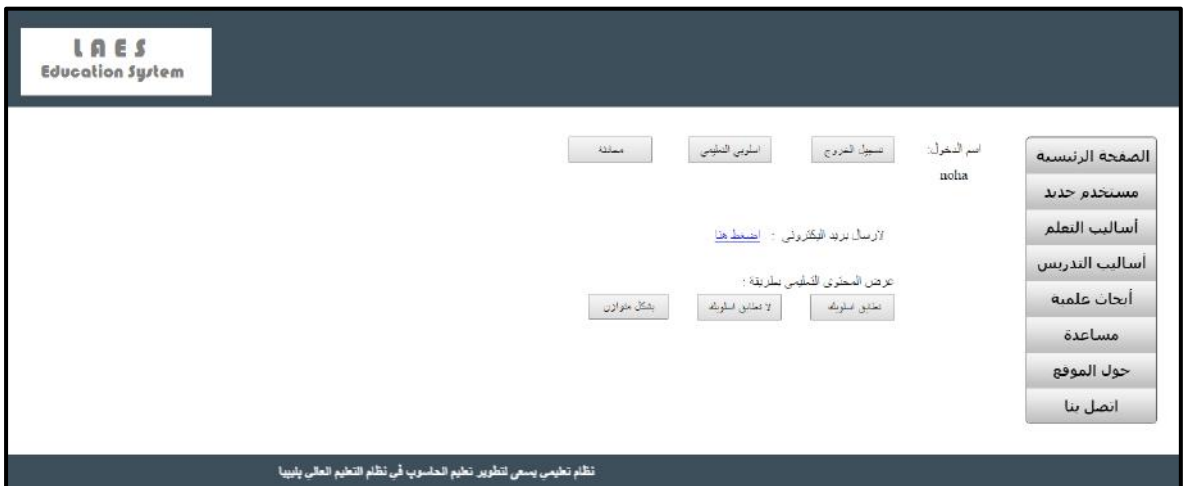 LAES
Education System
الصفحة الرئيسية
مستخدم جديد
أساليب التعلم
أساليب التدريس
أبحاث علمية
مساعدة
حول الموقع
اتصل بنا
اسم الدخول:
noha
تسجيل الخروج
اسلوبي التعليمي
محادثة
لارسال بريد اليكترونى : اضغط هنا
عرض المحتوى التعليمي بطريقة :
تطابق اسلوبك
لا تطابق اسلوبك
بشكل متوازن
نظام تعليمي يسعى لتطوير تعليم الحاسوب في نظام التعليم العالي بليبيا